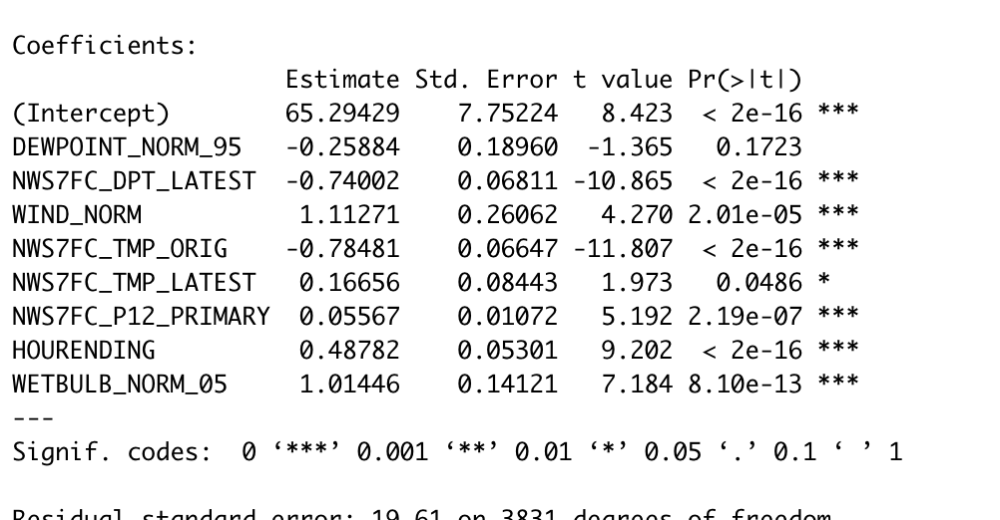 Coefficients:
Estimate Std. Error t value Pr(>|t|)
(Intercept) 65.29429 7.75224 8.423 < 2e-16 ***
DEWPOINT_NORM_95 -0.25884 0.18960 -1.365 0.1723
NWS7FC_DPT_LATEST -0.74002 0.06811 -10.865 < 2e-16 ***
WIND_NORM 1.11271 0.26062 4.270 2.01e-05 ***
NWS7FC_TMP_ORIG -0.78481 0.06647 -11.807 < 2e-16 ***
NWS7FC_TMP_LATEST 0.16656 0.08443 1.973 0.0486 *
NWS7FC_P12_PRIMARY 0.05567 0.01072 5.192 2.19e-07 ***
HOURENDING 0.48782 0.05301 9.202 < 2e-16 ***
WETBULB_NORM_05 1.01446 0.14121 7.184 8.10e-13 ***
---
Signif. codes: 0 ‘***’ 0.001 ‘**’ 0.01 ‘*’ 0.05 ‘.’ 0.1 ‘ ’ 1
Residual standard error: 19.61 on 3831 degrees of freedom